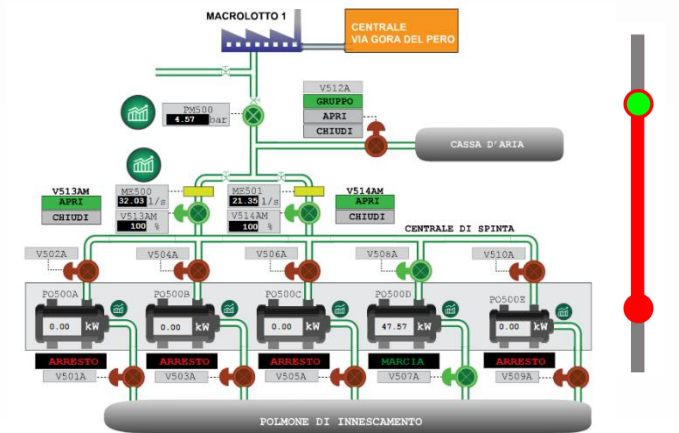 MACROLOTTO 1
CENTRALE
VIA GORA DEL PERO
V512A
GRUPPO
APRI
CHIUDI
PM500
4.57 bar
CASSA D'ARIA
V513AM
APRI
CHIUDI
ME500
32.03 l/s
V513AM
100 %
ME501
21.35 l/s
V514AM
100 %
V514AM
APRI
CHIUDI
CENTRALE DI SPINTA
V502A V504A V506A V508A V510A
PO500A PO500B PO500C PO500D PO500E
0.00 kW 0.00 kW 0.00 kW 47.57 kW 0.00 kW
ARRESTO ARRESTO ARRESTO MARCIA ARRESTO
V501A V503A V505A V507A V509A
POLMONE DI INNESCAMENTO